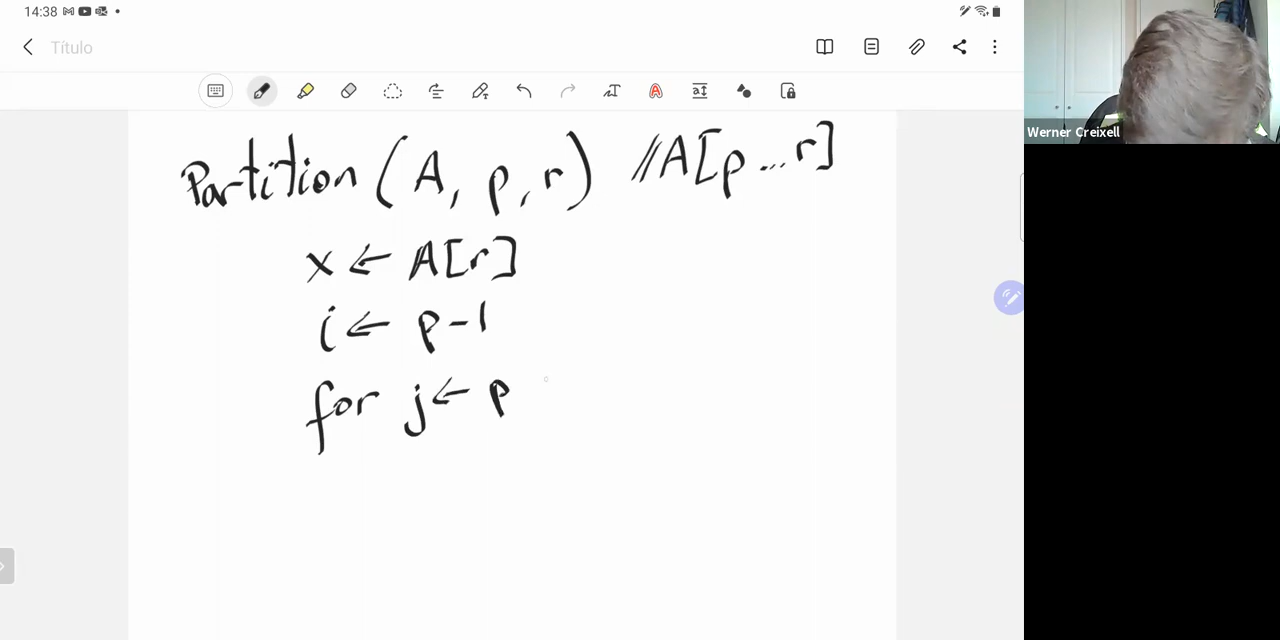 14:38
Título
Werner Creixell
Partition (A, p, r) //A[p...r]
x ← A[r]
i ← p-1
for j ← p